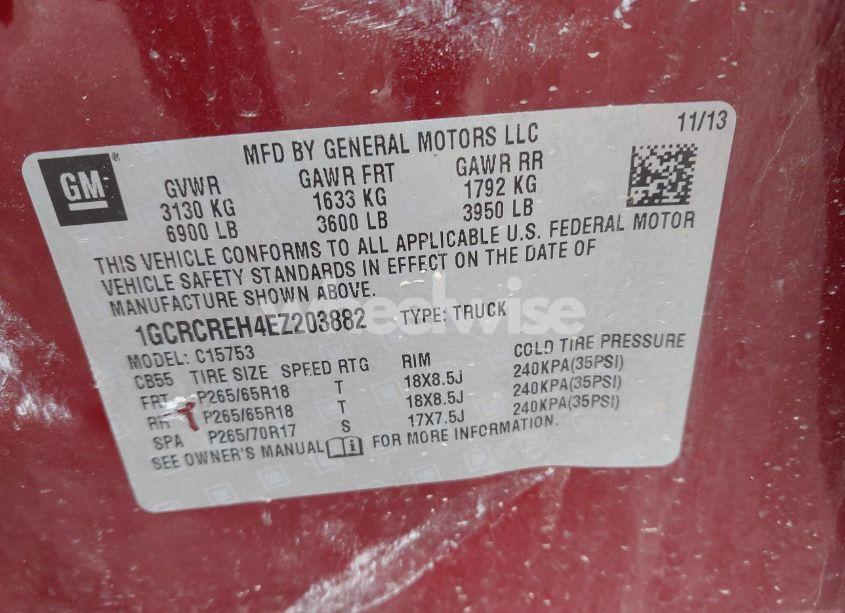 MFD BY GENERAL MOTORS LLC 11/13
GM
GVWR GAWR FRT GAWR RR
3130 KG 1633 KG 1792 KG
6900 LB 3600 LB 3950 LB
THIS VEHICLE CONFORMS TO ALL APPLICABLE U.S. FEDERAL MOTOR
VEHICLE SAFETY STANDARDS IN EFFECT ON THE DATE OF
MANUFACTURE SHOWN ABOVE.
wheelwise
1GCRCREH4EZ203882 TYPE: TRUCK
MODEL: C15753
CB55 TIRE SIZE SPEED RTG RIM COLD TIRE PRESSURE
FRT P265/65R18 T 18X8.5J 240KPA(35PSI)
RR P265/65R18 T 18X8.5J 240KPA(35PSI)
SPA P265/70R17 S 17X7.5J 240KPA(35PSI)
SEE OWNER'S MANUAL FOR MORE INFORMATION.